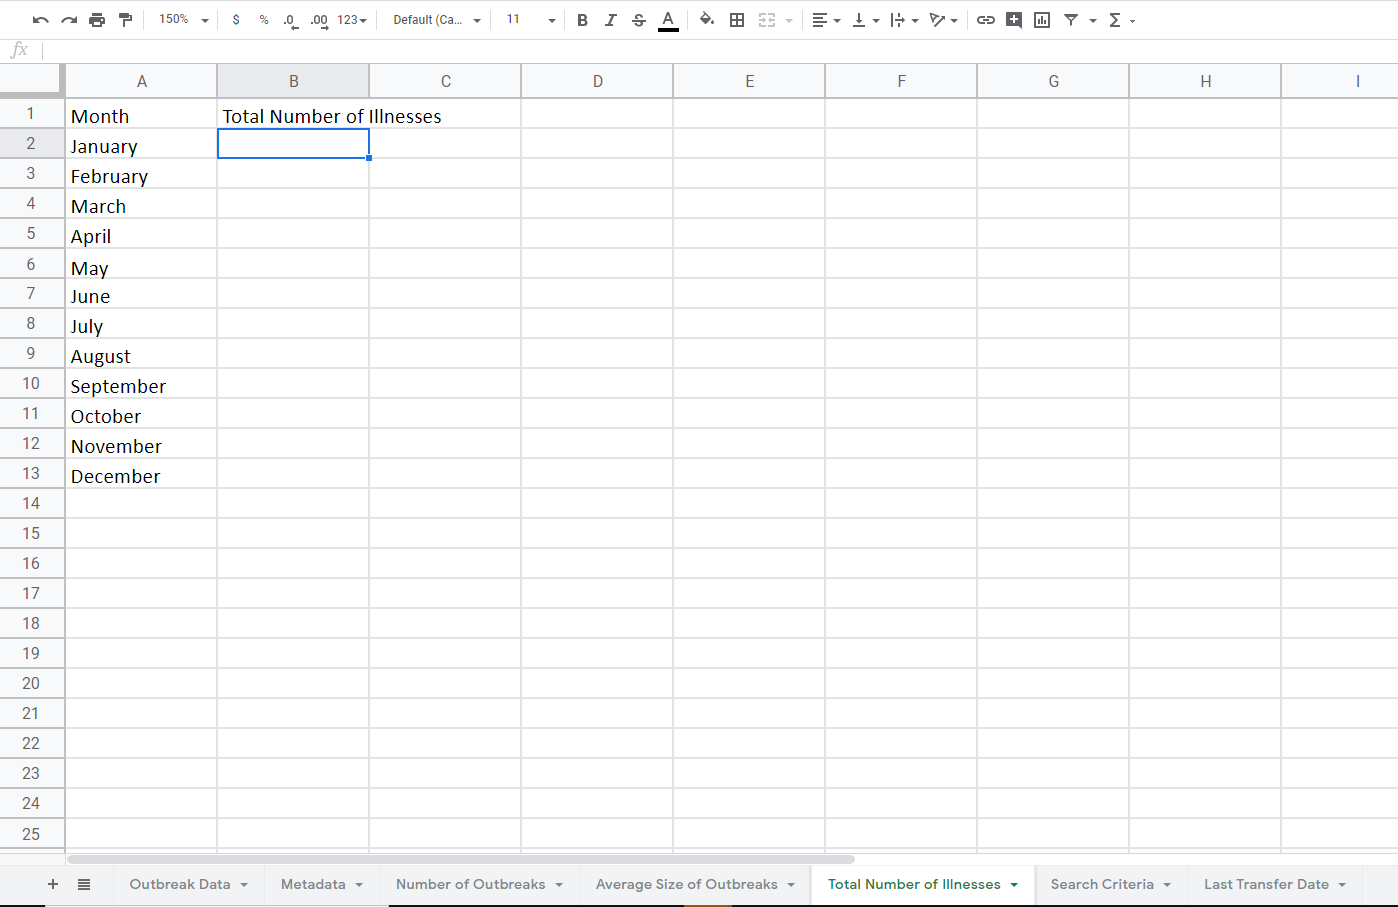 150% $ % .0 .00 123 Default (Ca... 11 B I S A
fx
A B C D E F G H I
1 Month Total Number of Illnesses
2 January
3 February
4 March
5 April
6 May
7 June
8 July
9 August
10 September
11 October
12 November
13 December
14
15
16
17
18
19
20
21
22
23
24
25
+ Outbreak Data Metadata Number of Outbreaks Average Size of Outbreaks Total Number of Illnesses Search Criteria Last Transfer Date